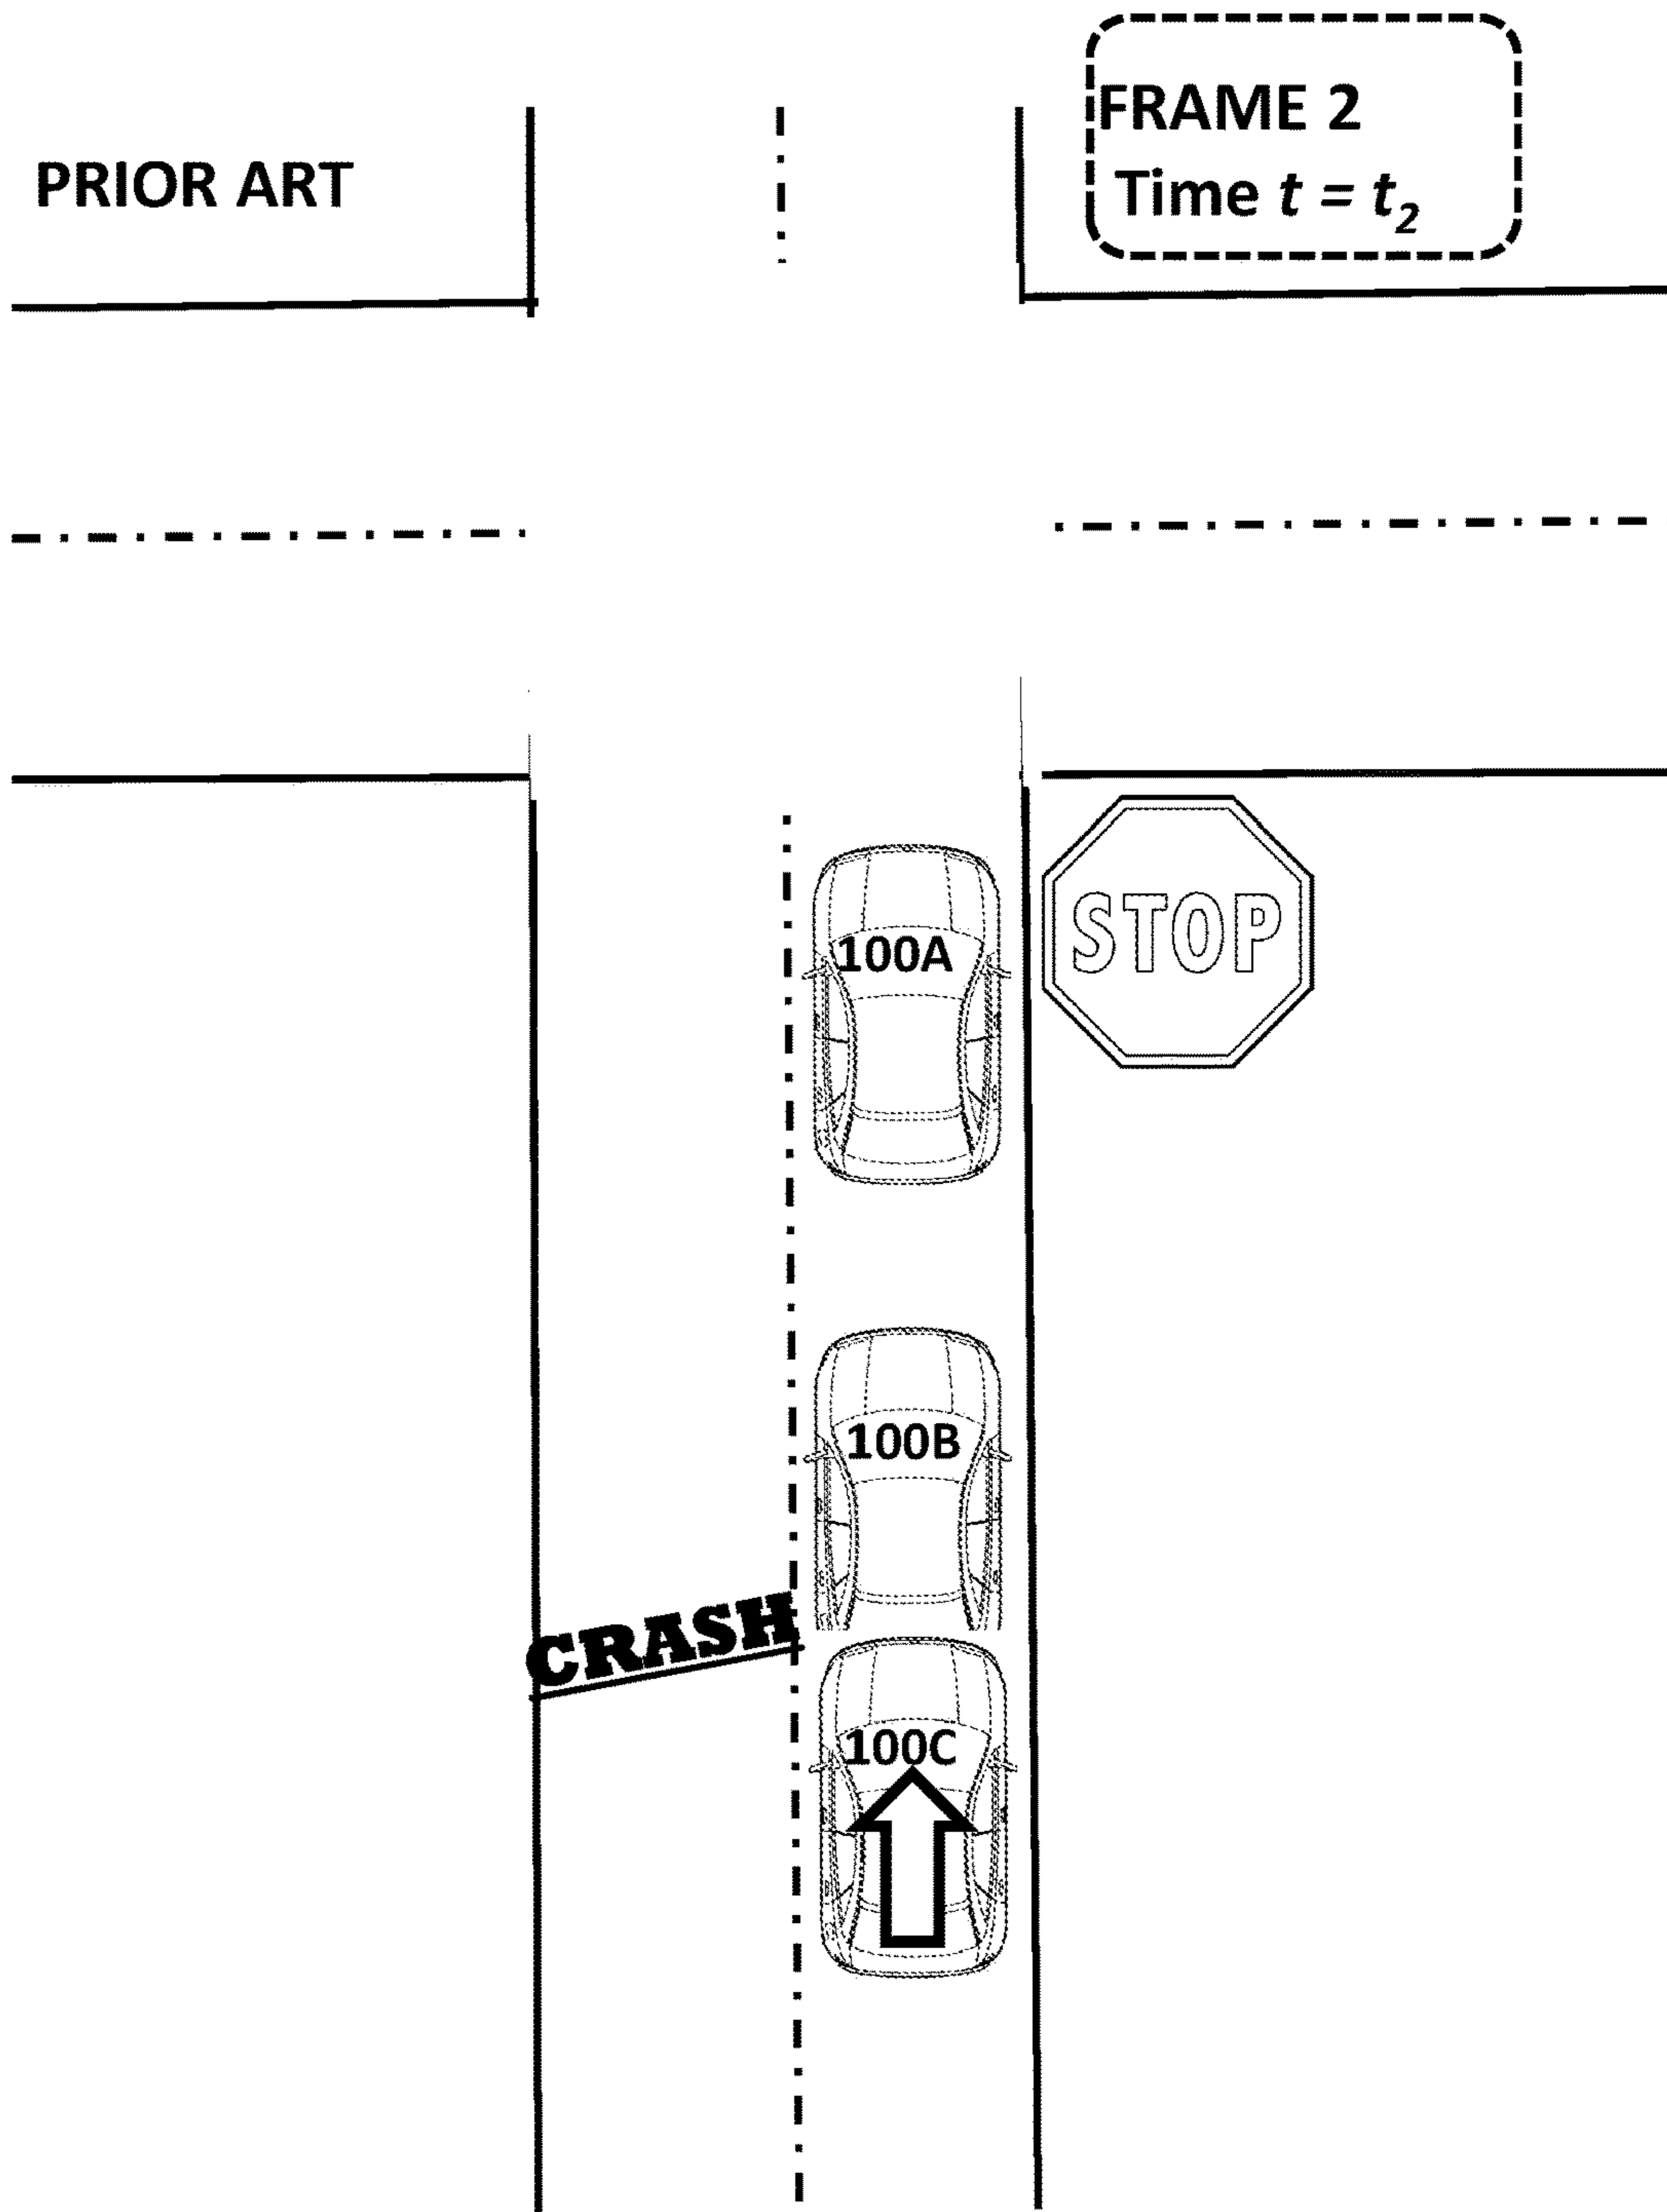 PRIOR ART
FRAME 2
Time t = t₂
100A
STOP
100B
CRASH
100C